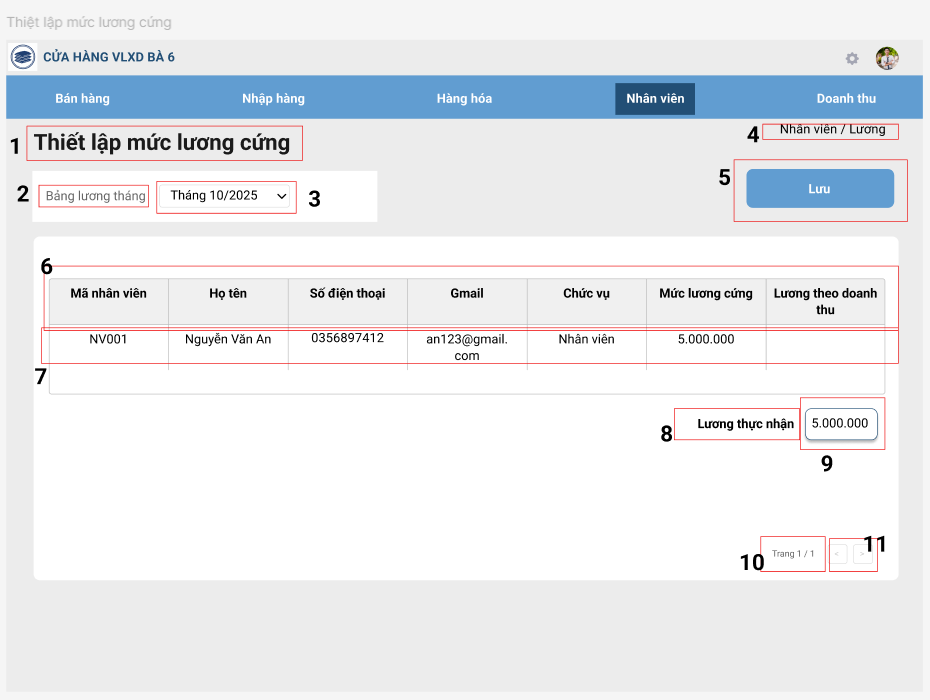 Thiệt lập mức lương cứng
CỬA HÀNG VLXD BÀ 6
Bán hàng
Nhập hàng
Hàng hóa
Nhân viên
Doanh thu
1
Thiết lập mức lương cứng
4
Nhân viên / Lương
2
Bảng lương tháng
Tháng 10/2025
3
5
Lưu
6
Mã nhân viên
Họ tên
Số điện thoại
Gmail
Chức vụ
Mức lương cứng
Lương theo doanh
thu
NV001
Nguyễn Văn An
0356897412
an123@gmail.
com
Nhân viên
5.000.000
7
8
Lương thực nhận
5.000.000
9
10
Trang 1 / 1
<
>
11